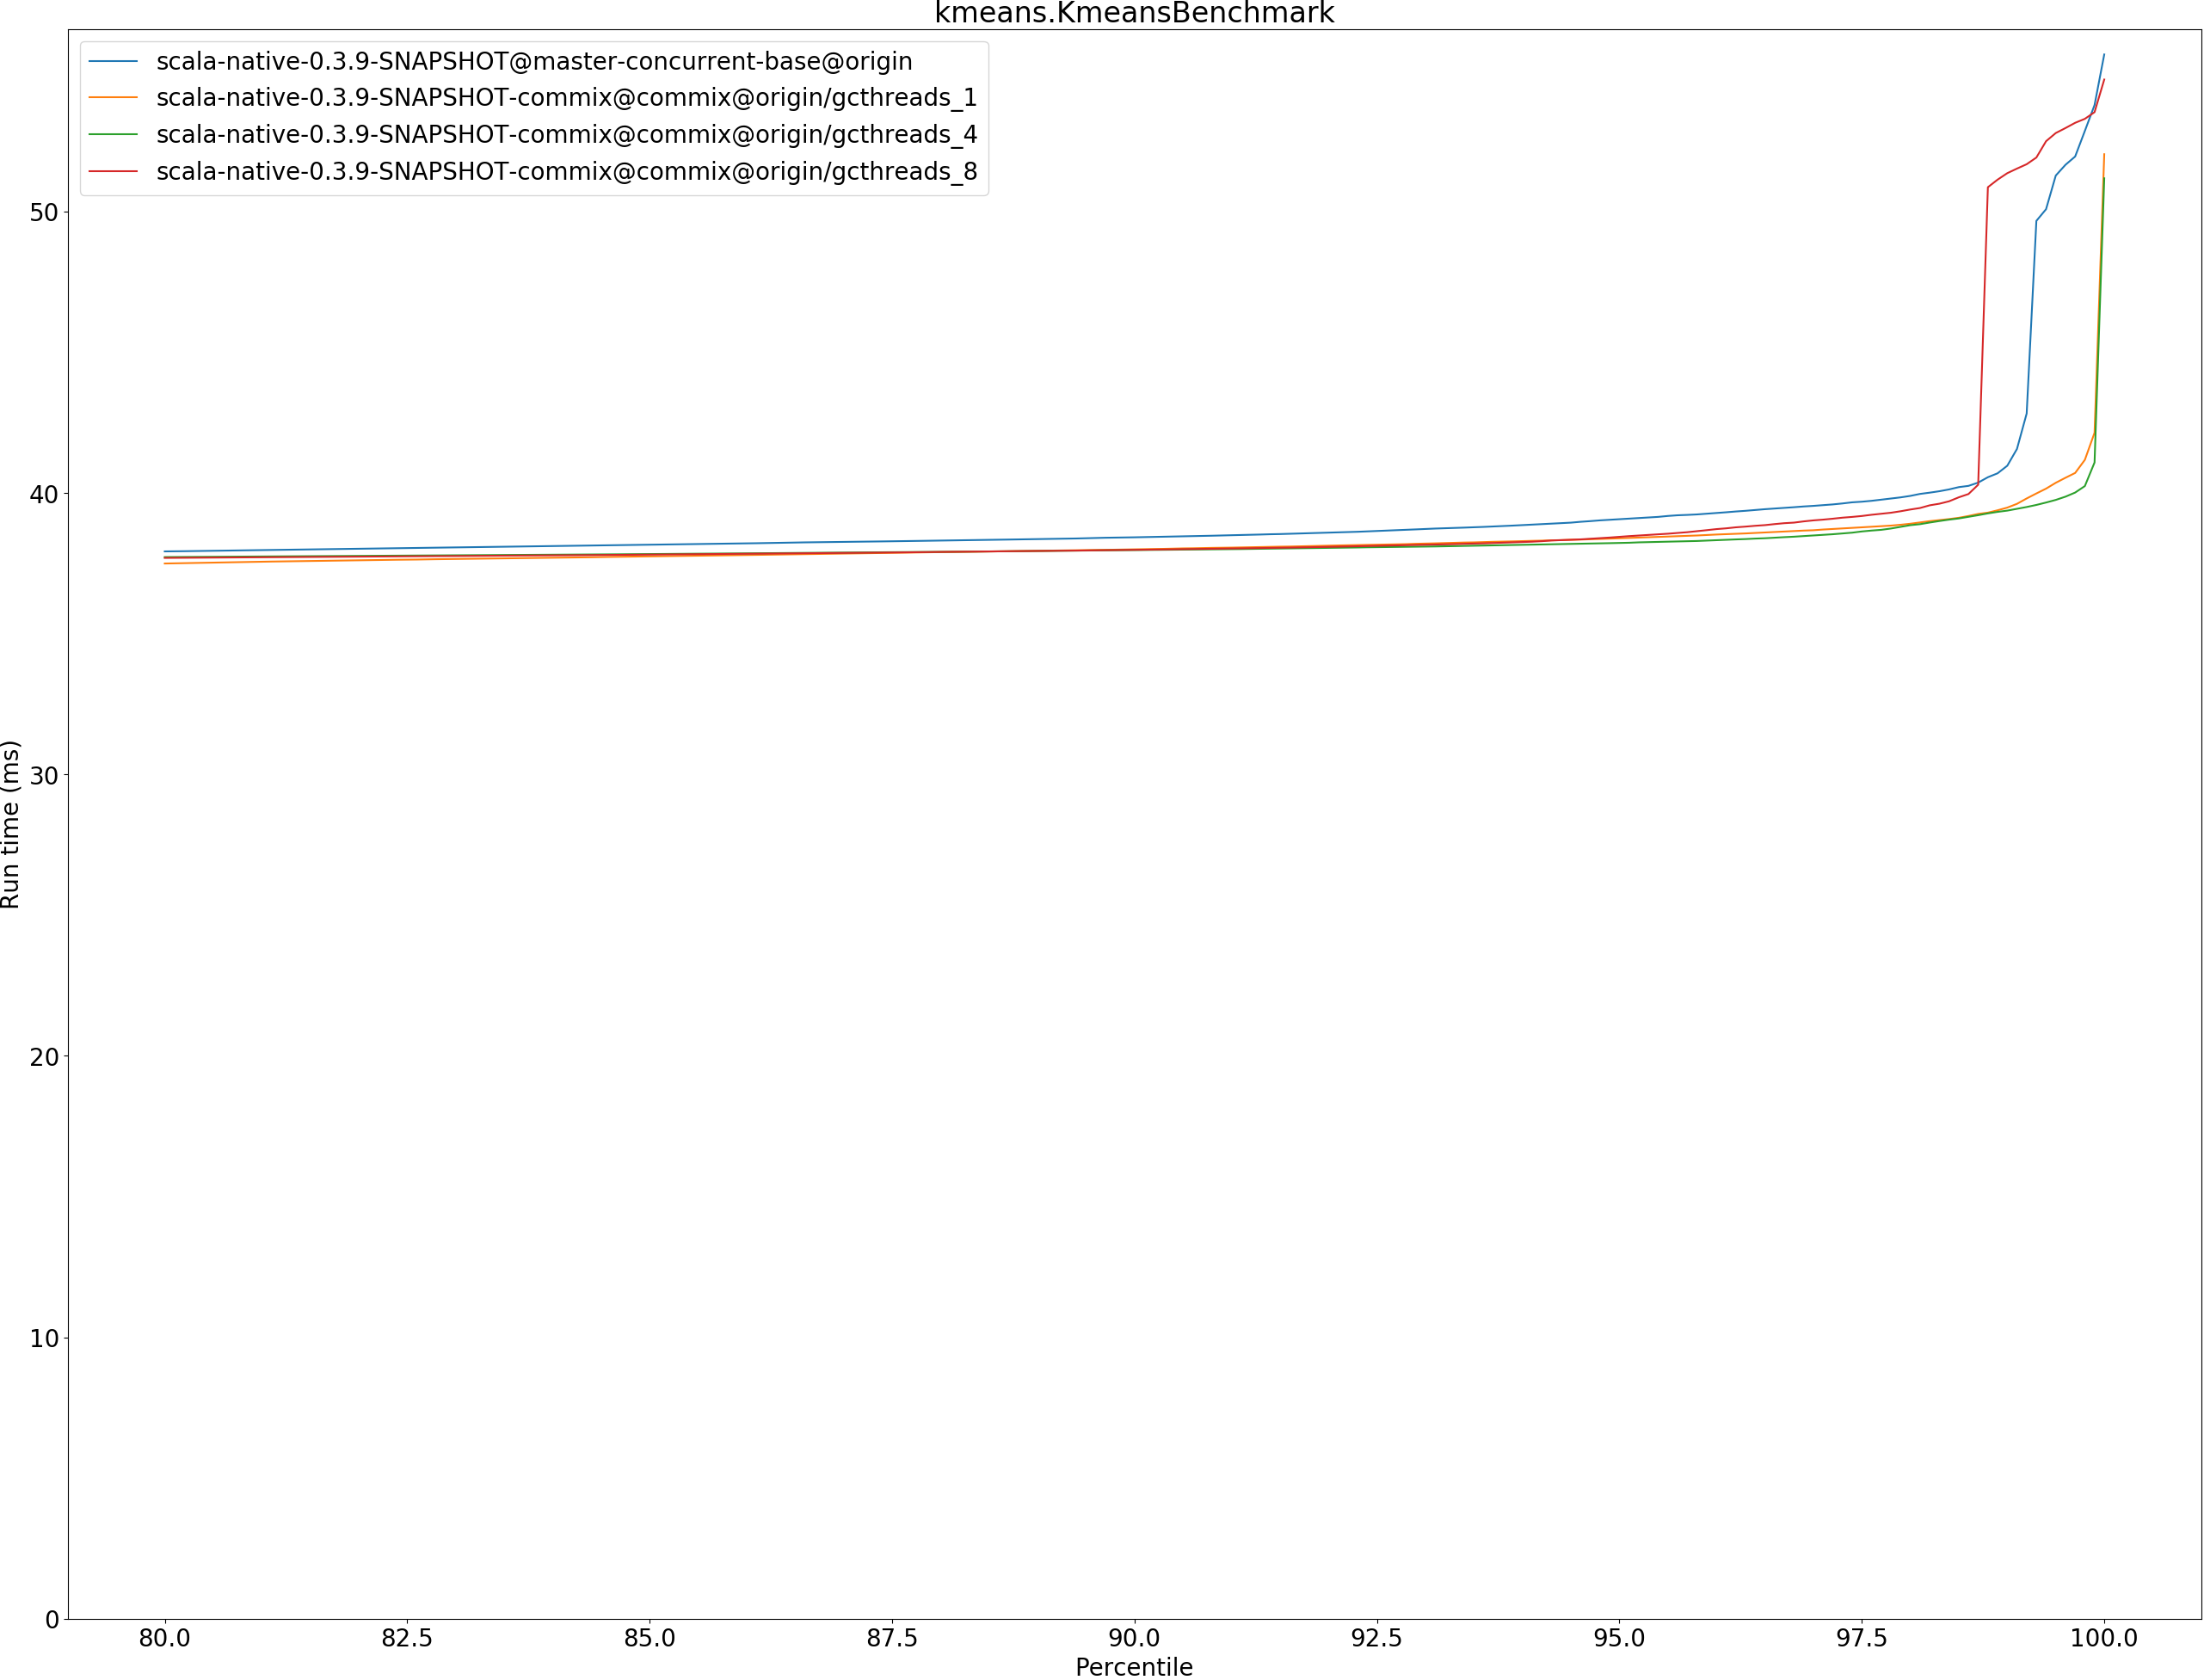 kmeans.KmeansBenchmark
scala-native-0.3.9-SNAPSHOT@master-concurrent-base@origin
scala-native-0.3.9-SNAPSHOT-commix@commix@origin/gcthreads_1
scala-native-0.3.9-SNAPSHOT-commix@commix@origin/gcthreads_4
scala-native-0.3.9-SNAPSHOT-commix@commix@origin/gcthreads_8
50
40
30
20
10
0
Run time (ms)
80.0 82.5 85.0 87.5 90.0 92.5 95.0 97.5 100.0
Percentile